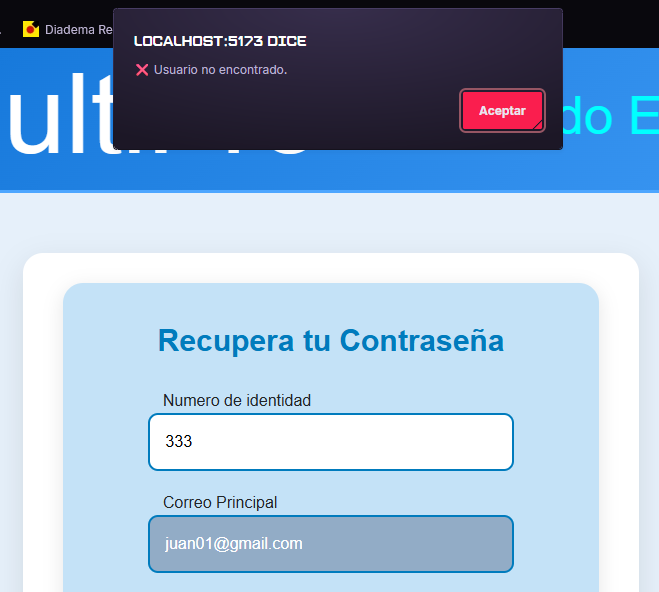 Diadema Re
LOCALHOST:5173 DICE
❌ Usuario no encontrado.
Aceptar
do E
Recupera tu Contraseña
Numero de identidad
333
Correo Principal
juan01@gmail.com